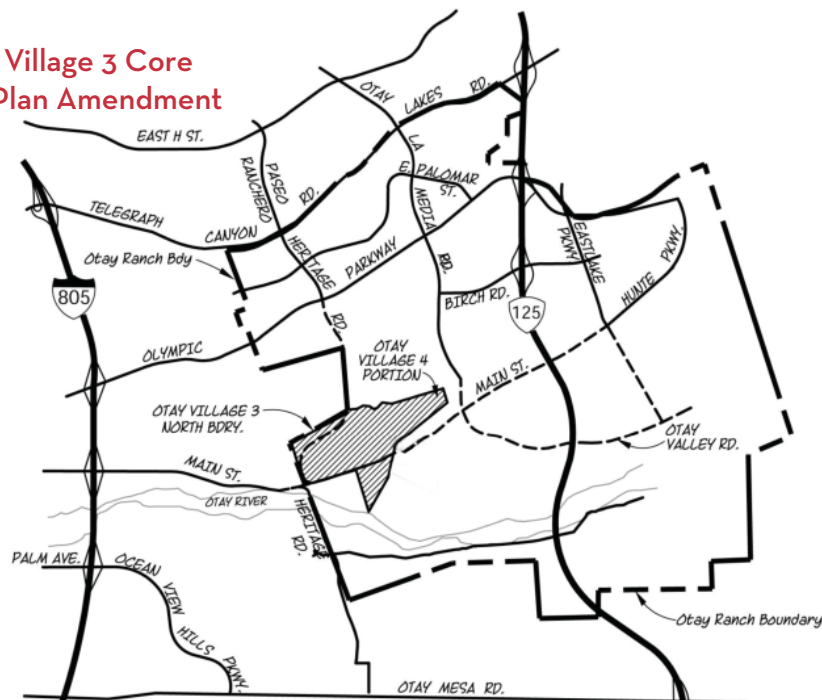 Village 3 Core
Plan Amendment
EAST H ST.
OTAY
LAKES
RD.
LA
MEDIA
RD.
E. PALOMAR
ST.
PASEO
RANCHERO
TELEGRAPH
CANYON
RD.
HERITAGE
RD.
PARKWAY
OLYMPIC
Otay Ranch Bdy
805
125
EASTLAKE
PKWY
HUNTE
PKWY.
BIRCH RD.
OTAY
VILLAGE 4
PORTION
MAIN ST.
OTAY VILLAGE 3
NORTH BDRY.
OTAY
VALLEY RD.
MAIN ST.
OTAY RIVER
HERITAGE
RD.
PALM AVE.
OCEAN
VIEW
HILLS
PKWY.
Otay Ranch Boundary
OTAY MESA RD.